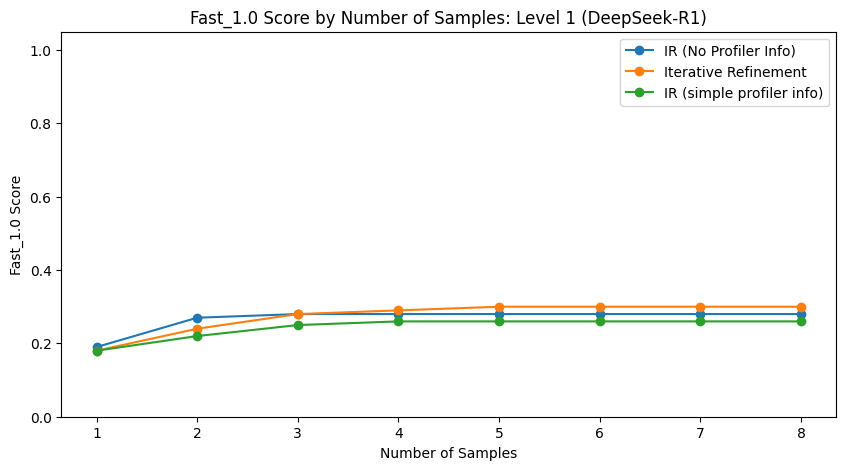 Fast_1.0 Score by Number of Samples: Level 1 (DeepSeek-R1)
IR (No Profiler Info)
Iterative Refinement
IR (simple profiler info)
Fast_1.0 Score
1.0
0.8
0.6
0.4
0.2
0.0
1 2 3 4 5 6 7 8
Number of Samples